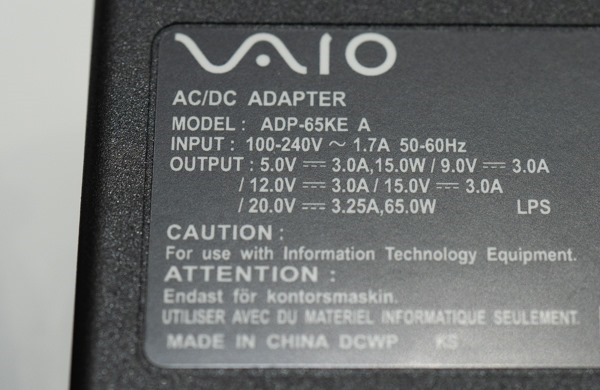 VAIO
AC/DC ADAPTER
MODEL : ADP-65KE A
INPUT : 100-240V ～ 1.7A 50-60Hz
OUTPUT : 5.0V ⎓ 3.0A,15.0W / 9.0V ⎓ 3.0A
/ 12.0V ⎓ 3.0A / 15.0V ⎓ 3.0A
/ 20.0V ⎓ 3.25A,65.0W LPS
CAUTION :
For use with Information Technology Equipment.
ATTENTION :
Endast för kontorsmaskin.
UTILISER AVEC DU MATERIEL INFORMATIQUE SEULEMENT.
MADE IN CHINA DCWP KS